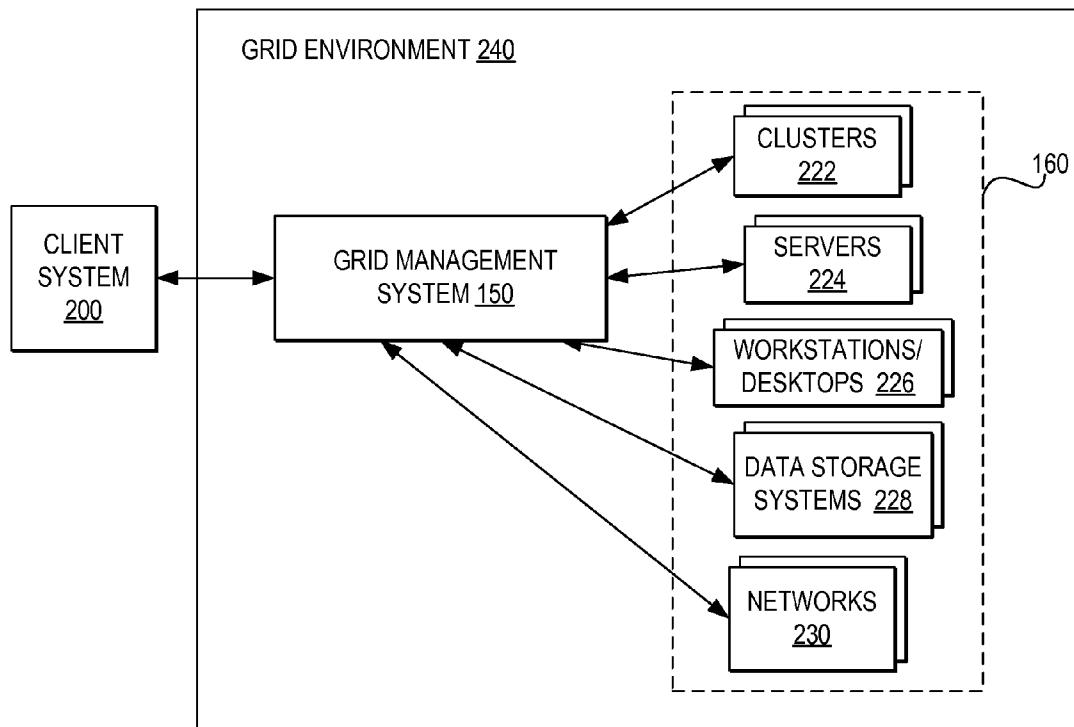 GRID ENVIRONMENT 240
CLUSTERS
222
160
CLIENT
SYSTEM
200
GRID MANAGEMENT
SYSTEM 150
SERVERS
224
WORKSTATIONS/
DESKTOPS 226
DATA STORAGE
SYSTEMS 228
NETWORKS
230